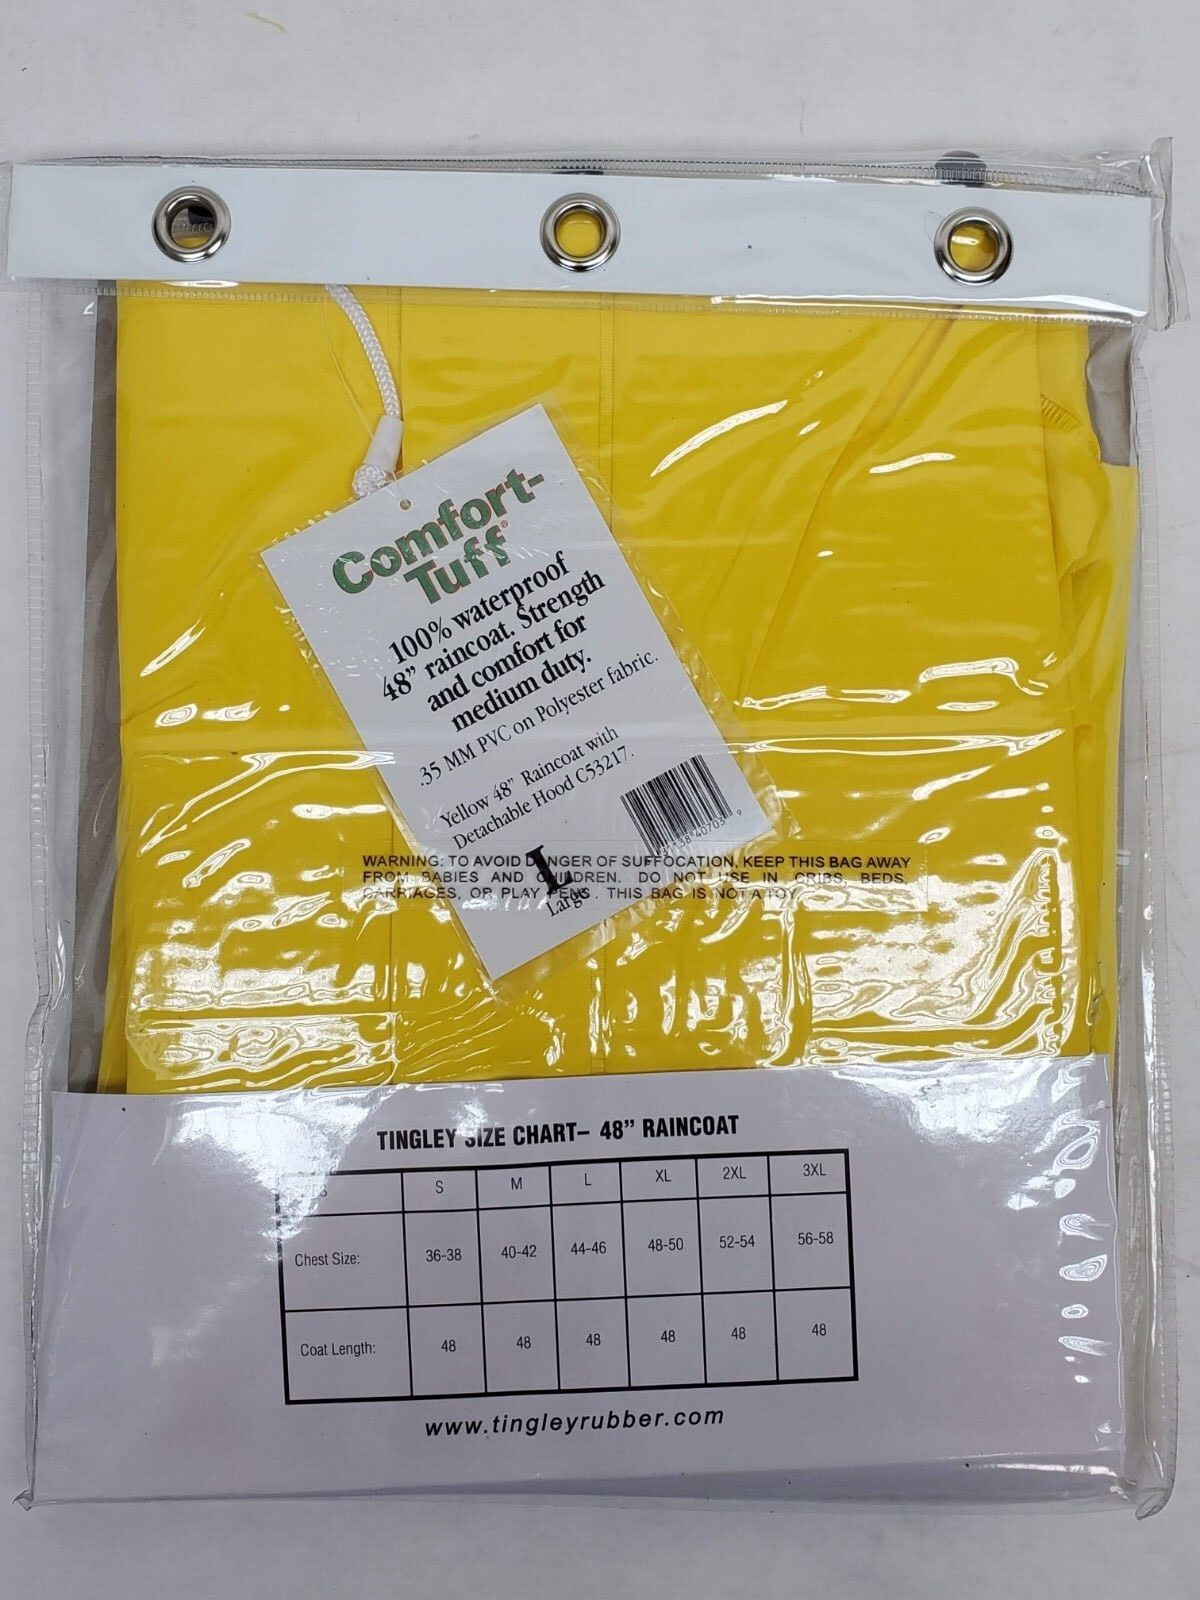 Comfort-
Tuff®
100% waterproof
48" raincoat. Strength
and comfort for
medium duty.
.35 MM PVC on Polyester fabric.
Yellow 48" Raincoat with
Detachable Hood C53217.
40703 9
L
Large
WARNING: TO AVOID DANGER OF SUFFOCATION, KEEP THIS BAG AWAY
FROM BABIES AND CHILDREN. DO NOT USE IN CRIBS, BEDS,
CARRIAGES, OR PLAY PENS. THIS BAG IS NOT A TOY.
TINGLEY SIZE CHART– 48" RAINCOAT
S M L XL 2XL 3XL
Chest Size: 36-38 40-42 44-46 48-50 52-54 56-58
Coat Length: 48 48 48 48 48 48
www.tingleyrubber.com